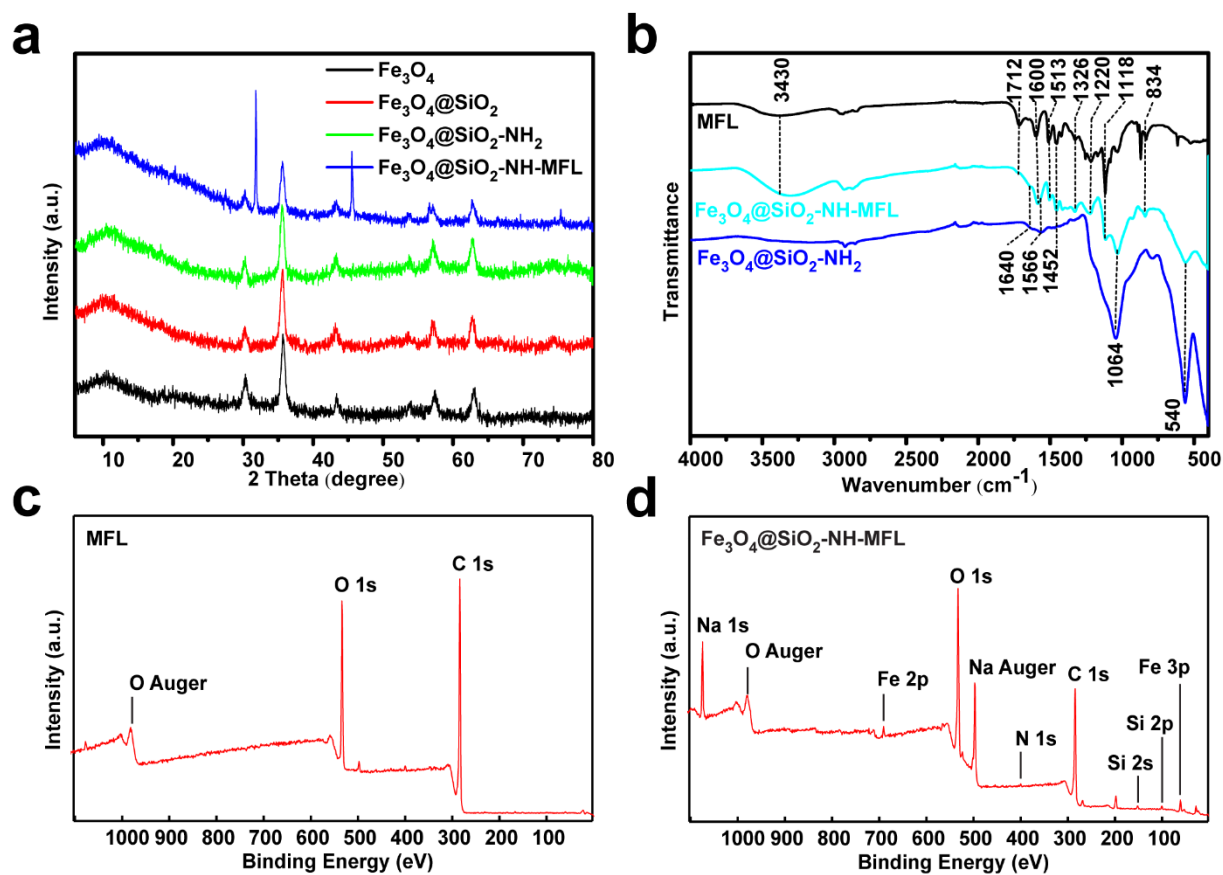 a
Fe₃O₄
Fe₃O₄@SiO₂
Fe₃O₄@SiO₂-NH₂
Fe₃O₄@SiO₂-NH-MFL
Intensity (a.u.)
10 20 30 40 50 60 70 80
2 Theta (degree)
b
3430
1712
1600
1513
1326
1220
1118
834
MFL
Fe₃O₄@SiO₂-NH-MFL
Fe₃O₄@SiO₂-NH₂
1640
1566
1452
1064
540
Transmittance
4000 3500 3000 2500 2000 1500 1000 500
Wavenumber (cm⁻¹)
c
MFL
O 1s
C 1s
O Auger
Intensity (a.u.)
1000 900 800 700 600 500 400 300 200 100
Binding Energy (eV)
d
Fe₃O₄@SiO₂-NH-MFL
O 1s
Na 1s
O Auger
Na Auger
C 1s
Fe 3p
Fe 2p
Si 2p
N 1s
Si 2s
Intensity (a.u.)
1000 900 800 700 600 500 400 300 200 100
Binding Energy (eV)